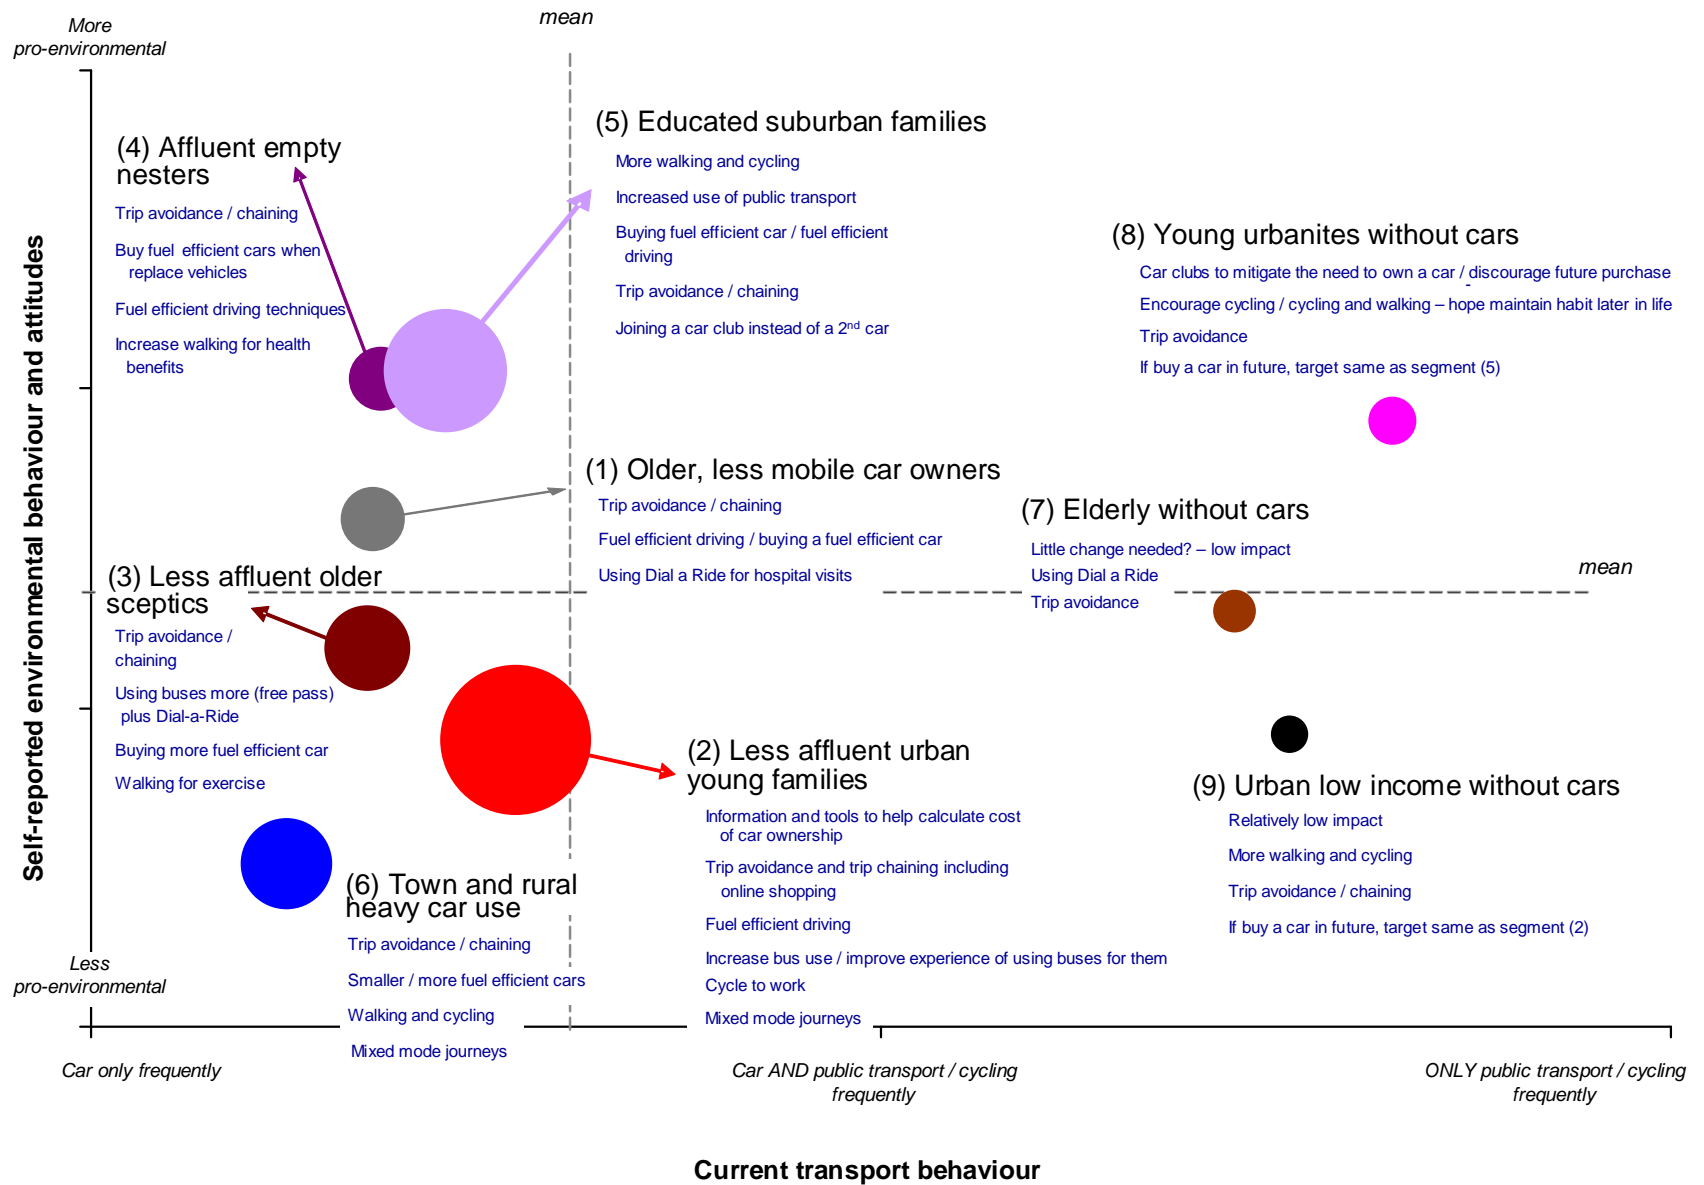 More
pro-environmental
mean
(5) Educated suburban families
More walking and cycling
Increased use of public transport
Buying fuel efficient car / fuel efficient
driving
Trip avoidance / chaining
Joining a car club instead of a 2nd car
(4) Affluent empty
nesters
Trip avoidance / chaining
Buy fuel efficient cars when
replace vehicles
Fuel efficient driving techniques
Increase walking for health
benefits
(8) Young urbanites without cars
Car clubs to mitigate the need to own a car / discourage future purchase
Encourage cycling / cycling and walking – hope maintain habit later in life
Trip avoidance
If buy a car in future, target same as segment (5)
(1) Older, less mobile car owners
Trip avoidance / chaining
Fuel efficient driving / buying a fuel efficient car
Using Dial a Ride for hospital visits
(7) Elderly without cars
Little change needed? – low impact
Using Dial a Ride
Trip avoidance
mean
(3) Less affluent older
sceptics
Trip avoidance /
chaining
Using buses more (free pass)
plus Dial-a-Ride
Buying more fuel efficient car
Walking for exercise
(2) Less affluent urban
young families
Information and tools to help calculate cost
of car ownership
Trip avoidance and trip chaining including
online shopping
Fuel efficient driving
Increase bus use / improve experience of using buses for them
Cycle to work
Mixed mode journeys
(9) Urban low income without cars
Relatively low impact
More walking and cycling
Trip avoidance / chaining
If buy a car in future, target same as segment (2)
(6) Town and rural
heavy car use
Trip avoidance / chaining
Smaller / more fuel efficient cars
Walking and cycling
Mixed mode journeys
Self-reported environmental behaviour and attitudes
Less
pro-environmental
Car only frequently
Car AND public transport / cycling
frequently
ONLY public transport / cycling
frequently
Current transport behaviour